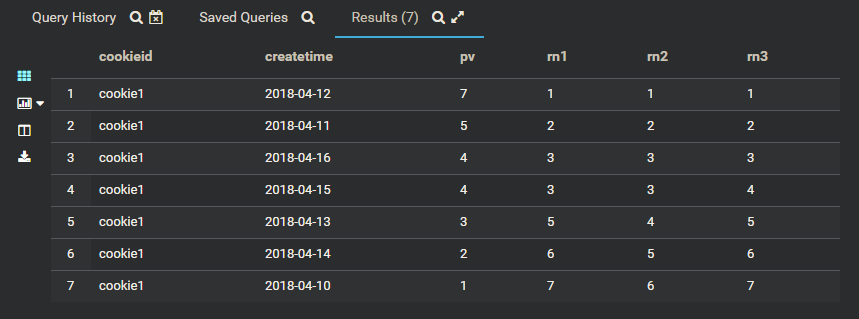 Query History Saved Queries Results (7)
cookieid createtime pv rn1 rn2 rn3
1 cookie1 2018-04-12 7 1 1 1
2 cookie1 2018-04-11 5 2 2 2
3 cookie1 2018-04-16 4 3 3 3
4 cookie1 2018-04-15 4 3 3 4
5 cookie1 2018-04-13 3 5 4 5
6 cookie1 2018-04-14 2 6 5 6
7 cookie1 2018-04-10 1 7 6 7